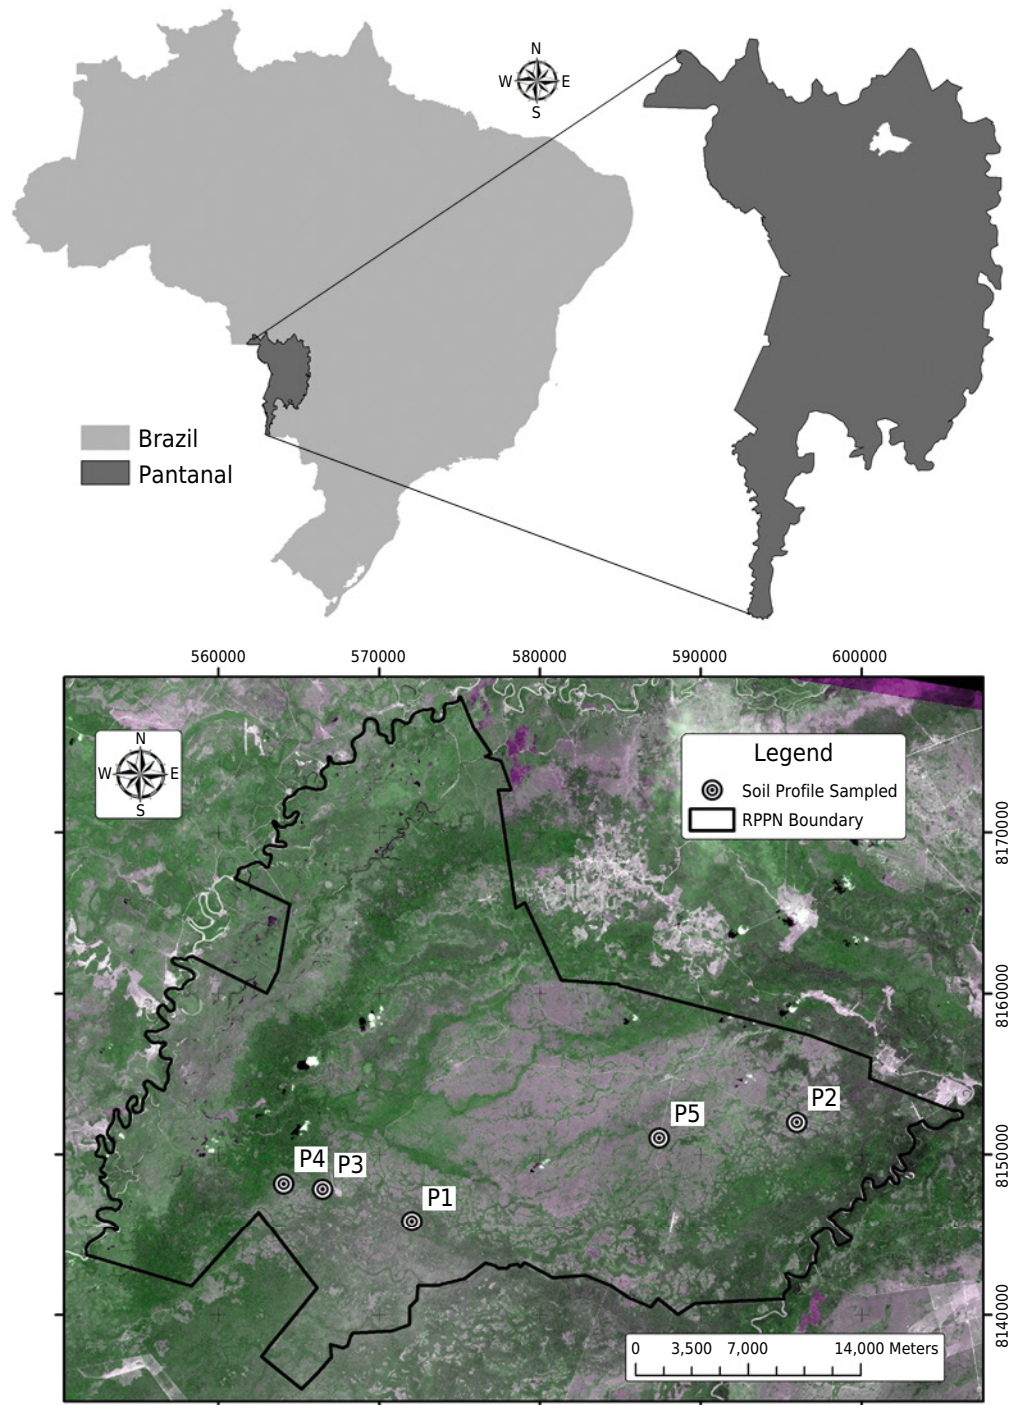 N
W E
S
Brazil
Pantanal
560000 570000 580000 590000 600000
N
W E
S
Legend
Soil Profile Sampled
RPPN Boundary
8170000
8160000
8150000
8140000
P2
P5
P4
P3
P1
0 3,500 7,000 14,000 Meters